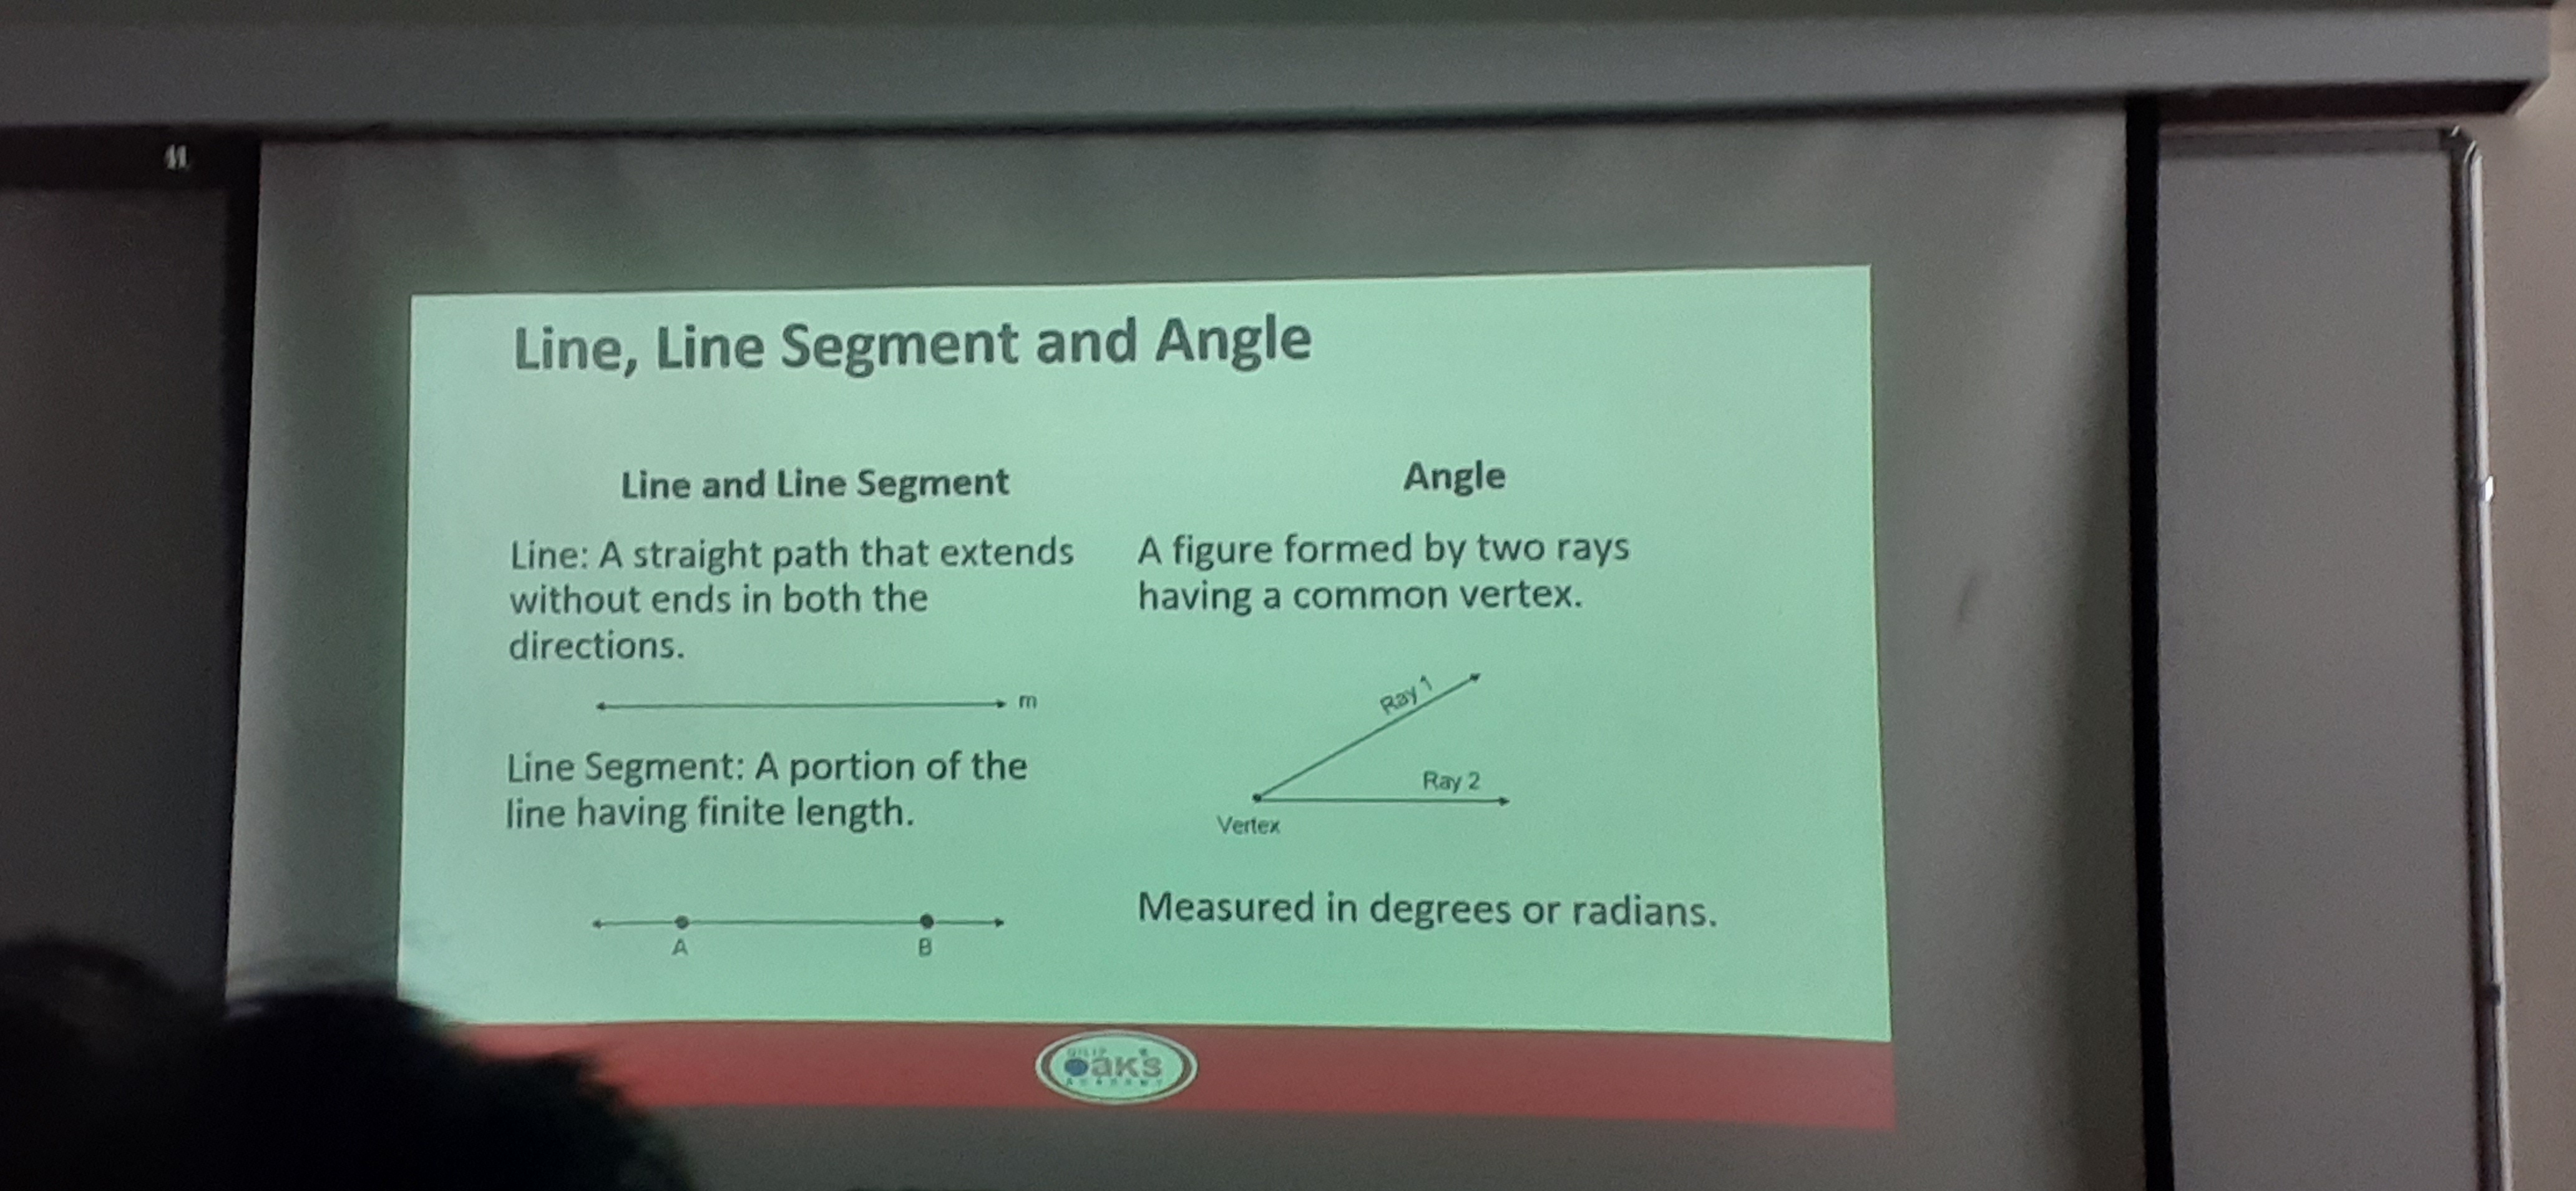 Line, Line Segment and Angle
Line and Line Segment
Line: A straight path that extends
without ends in both the
directions.
m
Line Segment: A portion of the
line having finite length.
A
B
Angle
A figure formed by two rays
having a common vertex.
Ray 1
Ray 2
Vertex
Measured in degrees or radians.
Oak's
ACADEMY